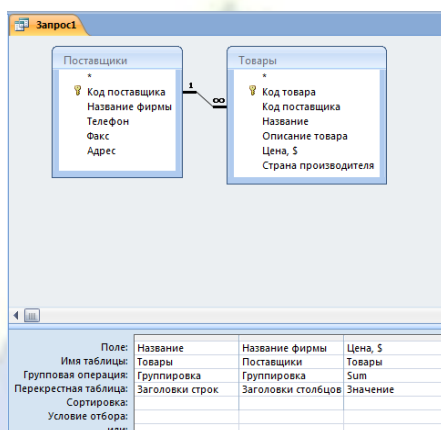 Запрос1
Поставщики
*
Код поставщика
Название фирмы
Телефон
Факс
Адрес
1
∞
Товары
*
Код товара
Код поставщика
Название
Описание товара
Цена, $
Страна производителя
Поле: Название Название фирмы Цена, $
Имя таблицы: Товары Поставщики Товары
Групповая операция: Группировка Группировка Sum
Перекрестная таблица: Заголовки строк Заголовки столбцов Значение
Сортировка:
Условие отбора:
или: